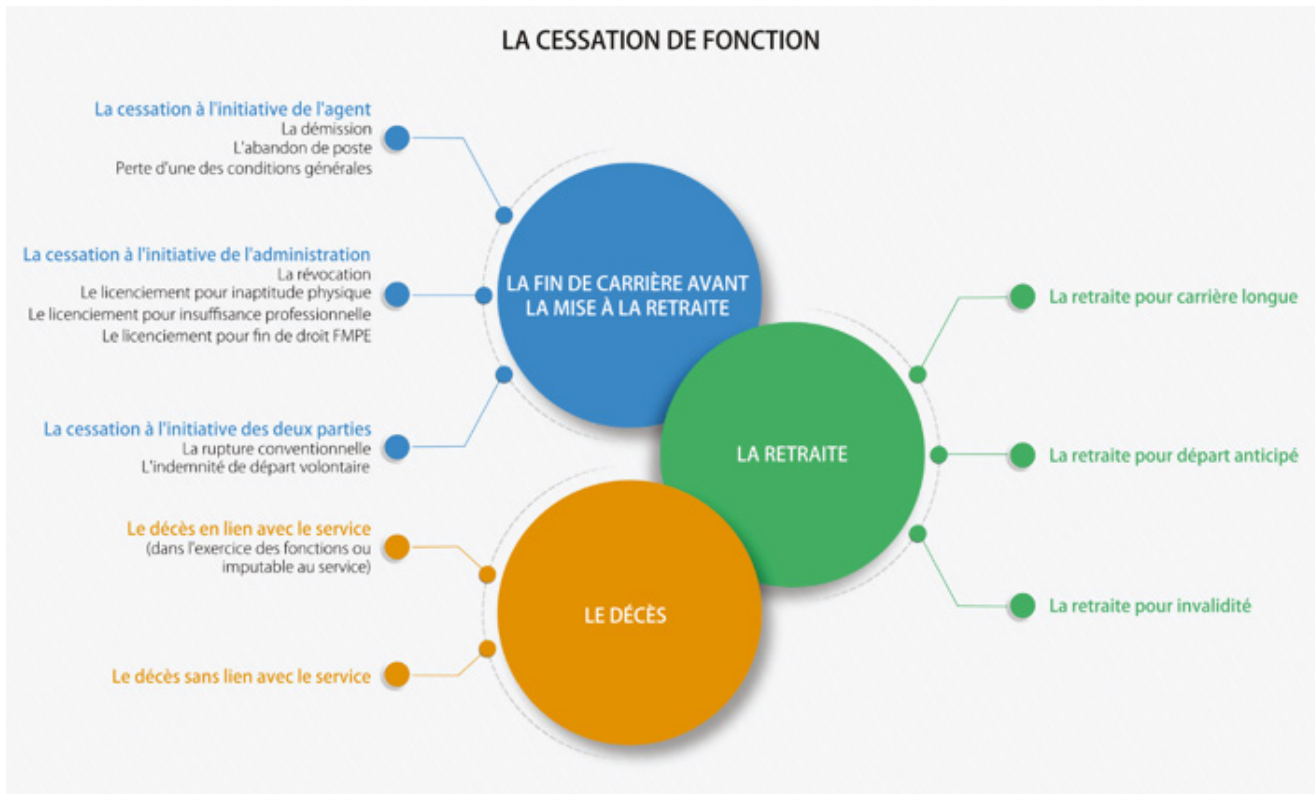 LA CESSATION DE FONCTION
La cessation à l'initiative de l'agent
La démission
L'abandon de poste
Perte d'une des conditions générales
La cessation à l'initiative de l'administration
La révocation
Le licenciement pour inaptitude physique
Le licenciement pour insuffisance professionnelle
Le licenciement pour fin de droit FMPE
La cessation à l'initiative des deux parties
La rupture conventionnelle
L'indemnité de départ volontaire
LA FIN DE CARRIÈRE AVANT
LA MISE À LA RETRAITE
LA RETRAITE
La retraite pour carrière longue
La retraite pour départ anticipé
La retraite pour invalidité
Le décès en lien avec le service
(dans l'exercice des fonctions ou
imputable au service)
Le décès sans lien avec le service
LE DÉCÈS